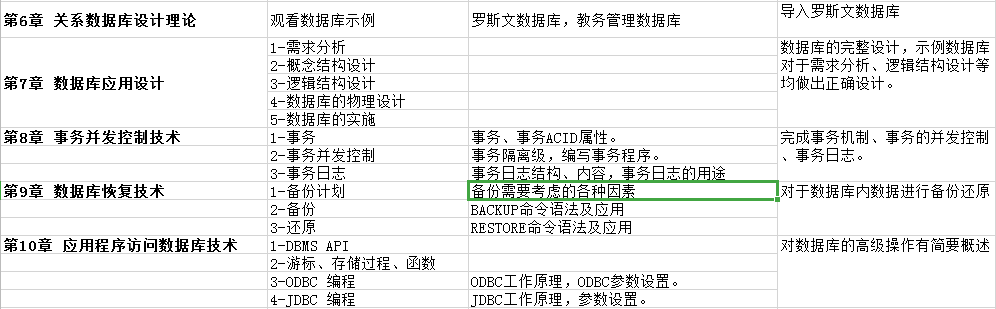 第6章 关系数据库设计理论 观看数据库示例 罗斯文数据库，教务管理数据库 导入罗斯文数据库
第7章 数据库应用设计
1-需求分析
2-概念结构设计
3-逻辑结构设计
4-数据库的物理设计
5-数据库的实施
数据库的完整设计，示例数据库
对于需求分析、逻辑结构设计等
均做出正确设计。
第8章 事务并发控制技术 1-事务 事务、事务ACID属性。
2-事务并发控制 事务隔离级，编写事务程序。
3-事务日志 事务日志结构、内容，事务日志的用途
完成事务机制、事务的并发控制
、事务日志。
第9章 数据库恢复技术 1-备份计划 备份需要考虑的各种因素 对于数据库内数据进行备份还原
2-备份 BACKUP命令语法及应用
3-还原 RESTORE命令语法及应用
第10章 应用程序访问数据库技术 1-DBMS API 对数据库的高级操作有简要概述
2-游标、存储过程、函数
3-ODBC 编程 ODBC工作原理，ODBC参数设置。
4-JDBC 编程 JDBC工作原理，参数设置。